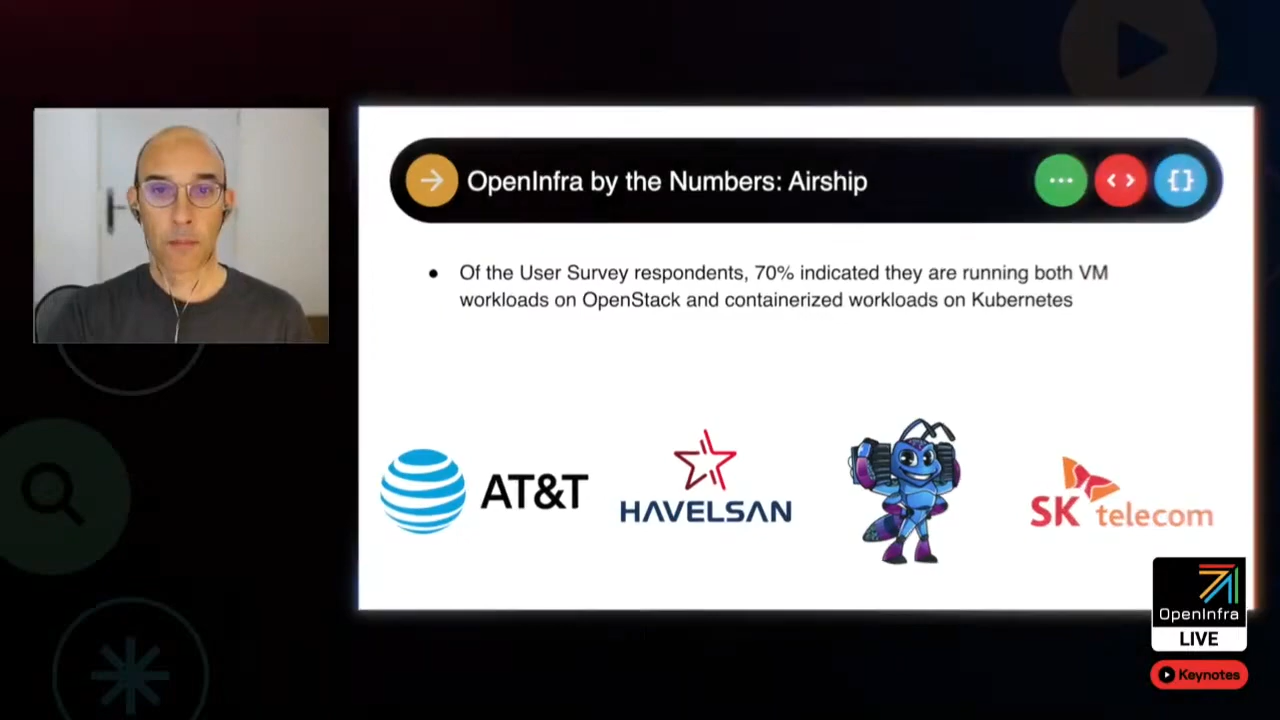 OpenInfra by the Numbers: Airship
Of the User Survey respondents, 70% indicated they are running both VM
workloads on OpenStack and containerized workloads on Kubernetes
AT&T
HAVELSAN
SK telecom
OpenInfra
LIVE
Keynotes